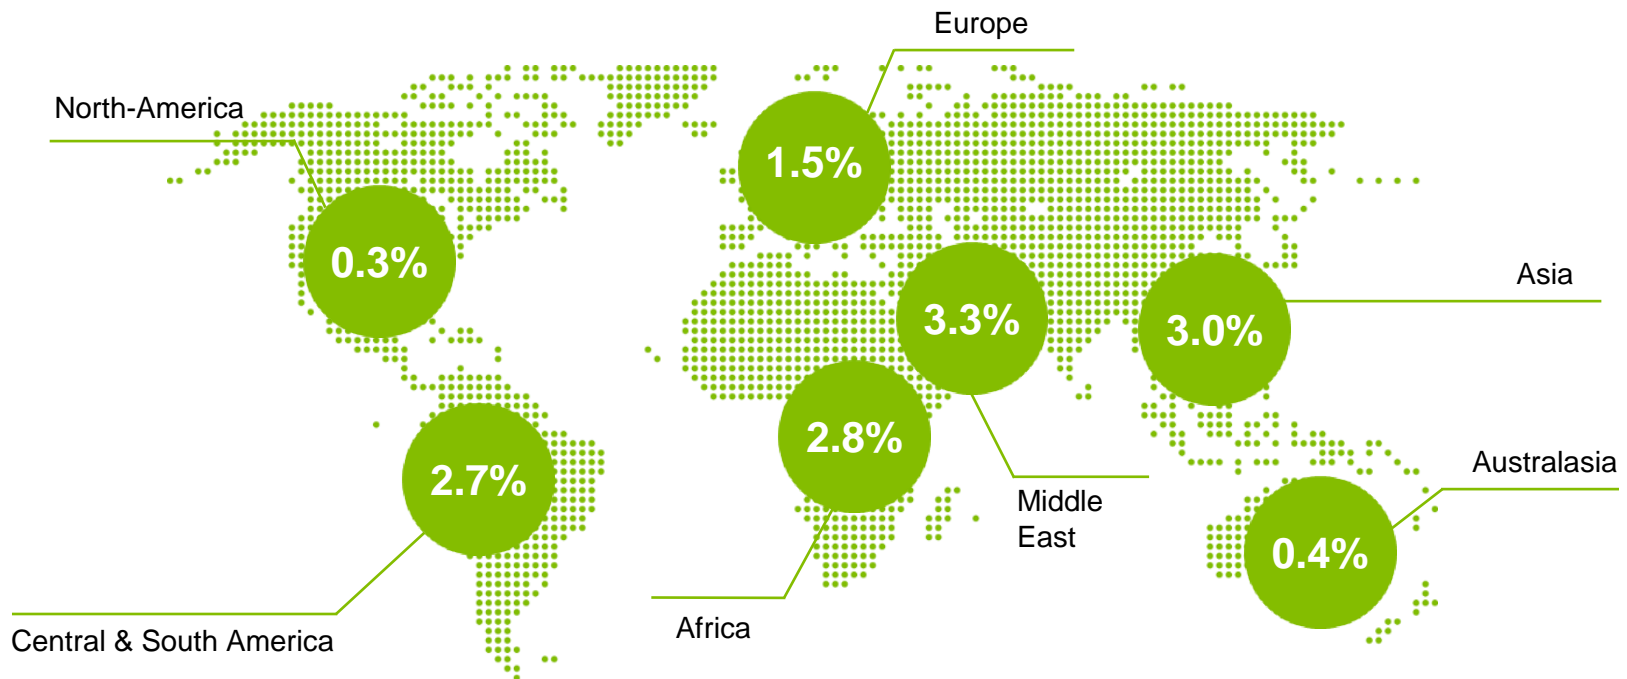 Europe
North-America
1.5%
0.3%
Asia
3.3%
3.0%
2.8%
Australasia
2.7%
Middle
East
0.4%
Africa
Central & South America